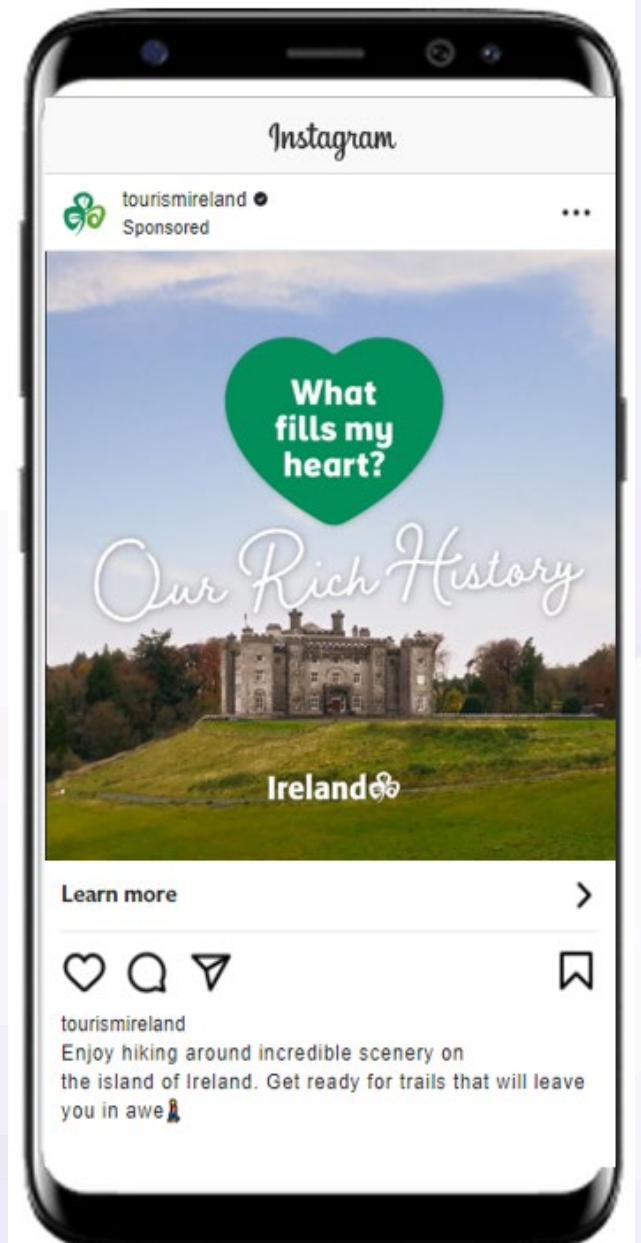 Instagram
tourismireland
Sponsored
What
fills my
heart?
Our Rich History
Ireland
Learn more
tourismireland
Enjoy hiking around incredible scenery on
the island of Ireland. Get ready for trails that will leave
you in awe